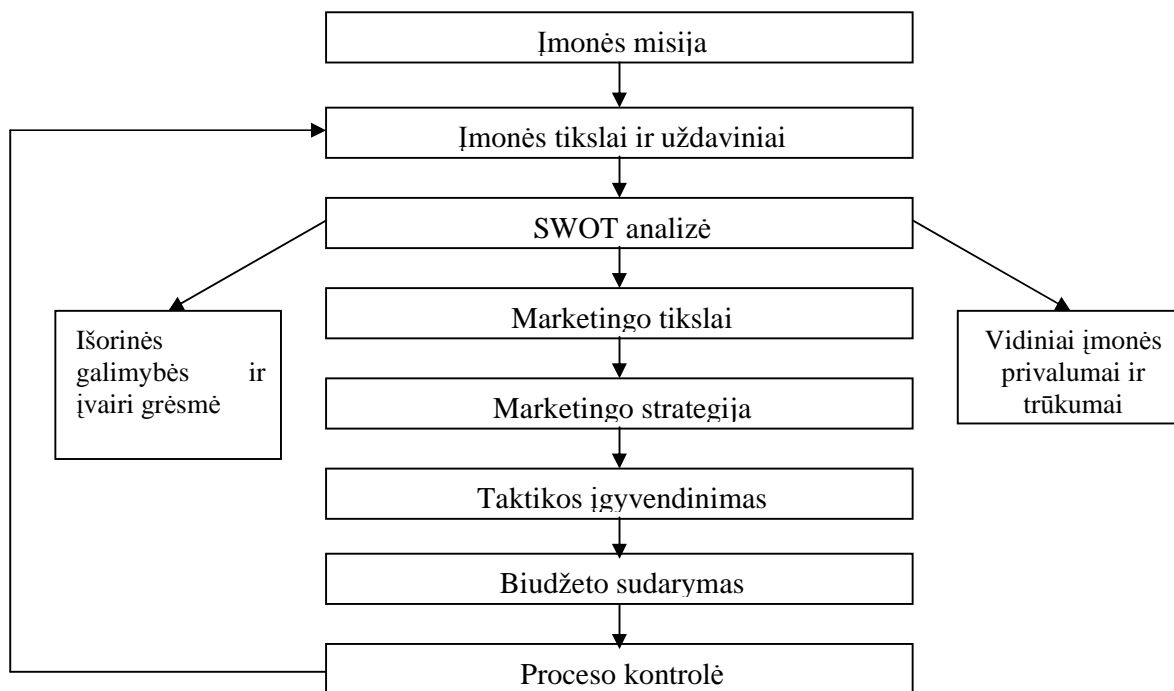 Įmonės misija
Įmonės tikslai ir uždaviniai
SWOT analizė
Marketingo tikslai
Išorinės
galimybės ir
įvairi grėsmė
Vidiniai įmonės
privalumai ir
trūkumai
Marketingo strategija
Taktikos įgyvendinimas
Biudžeto sudarymas
Proceso kontrolė